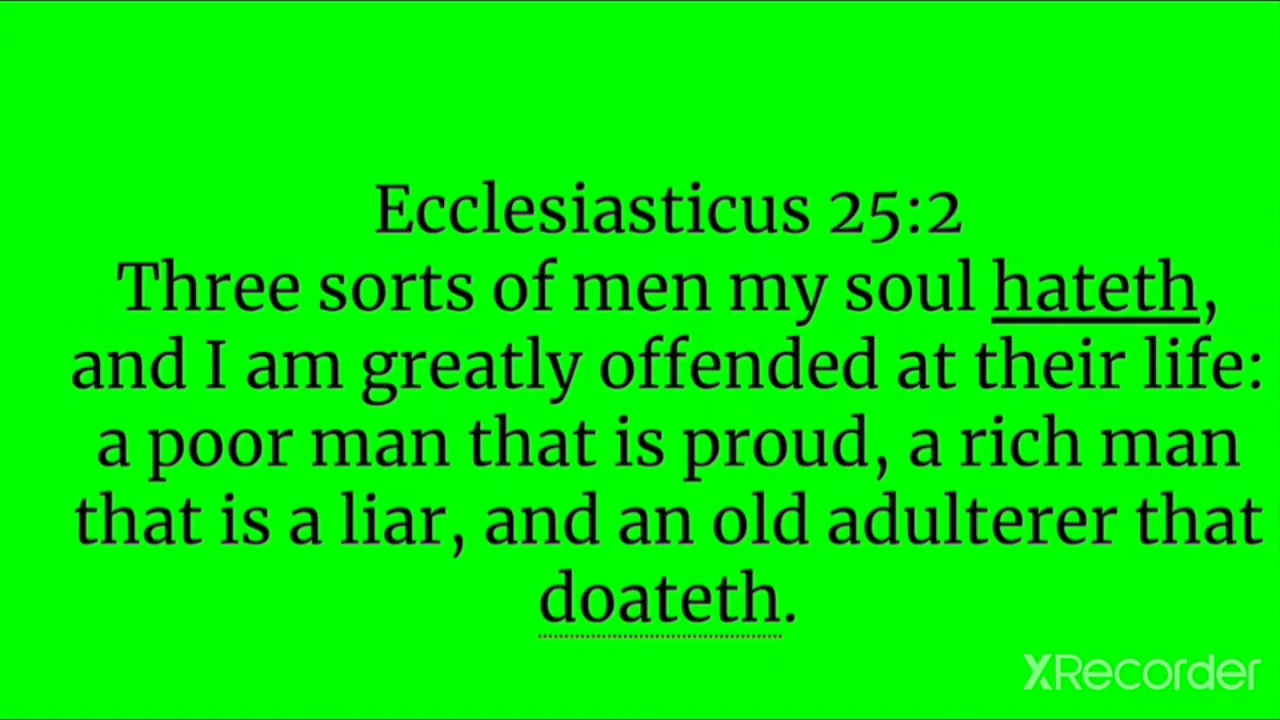 Ecclesiasticus 25:2
Three sorts of men my soul hateth,
and I am greatly offended at their life:
a poor man that is proud, a rich man
that is a liar, and an old adulterer that
doateth.
XRecorder